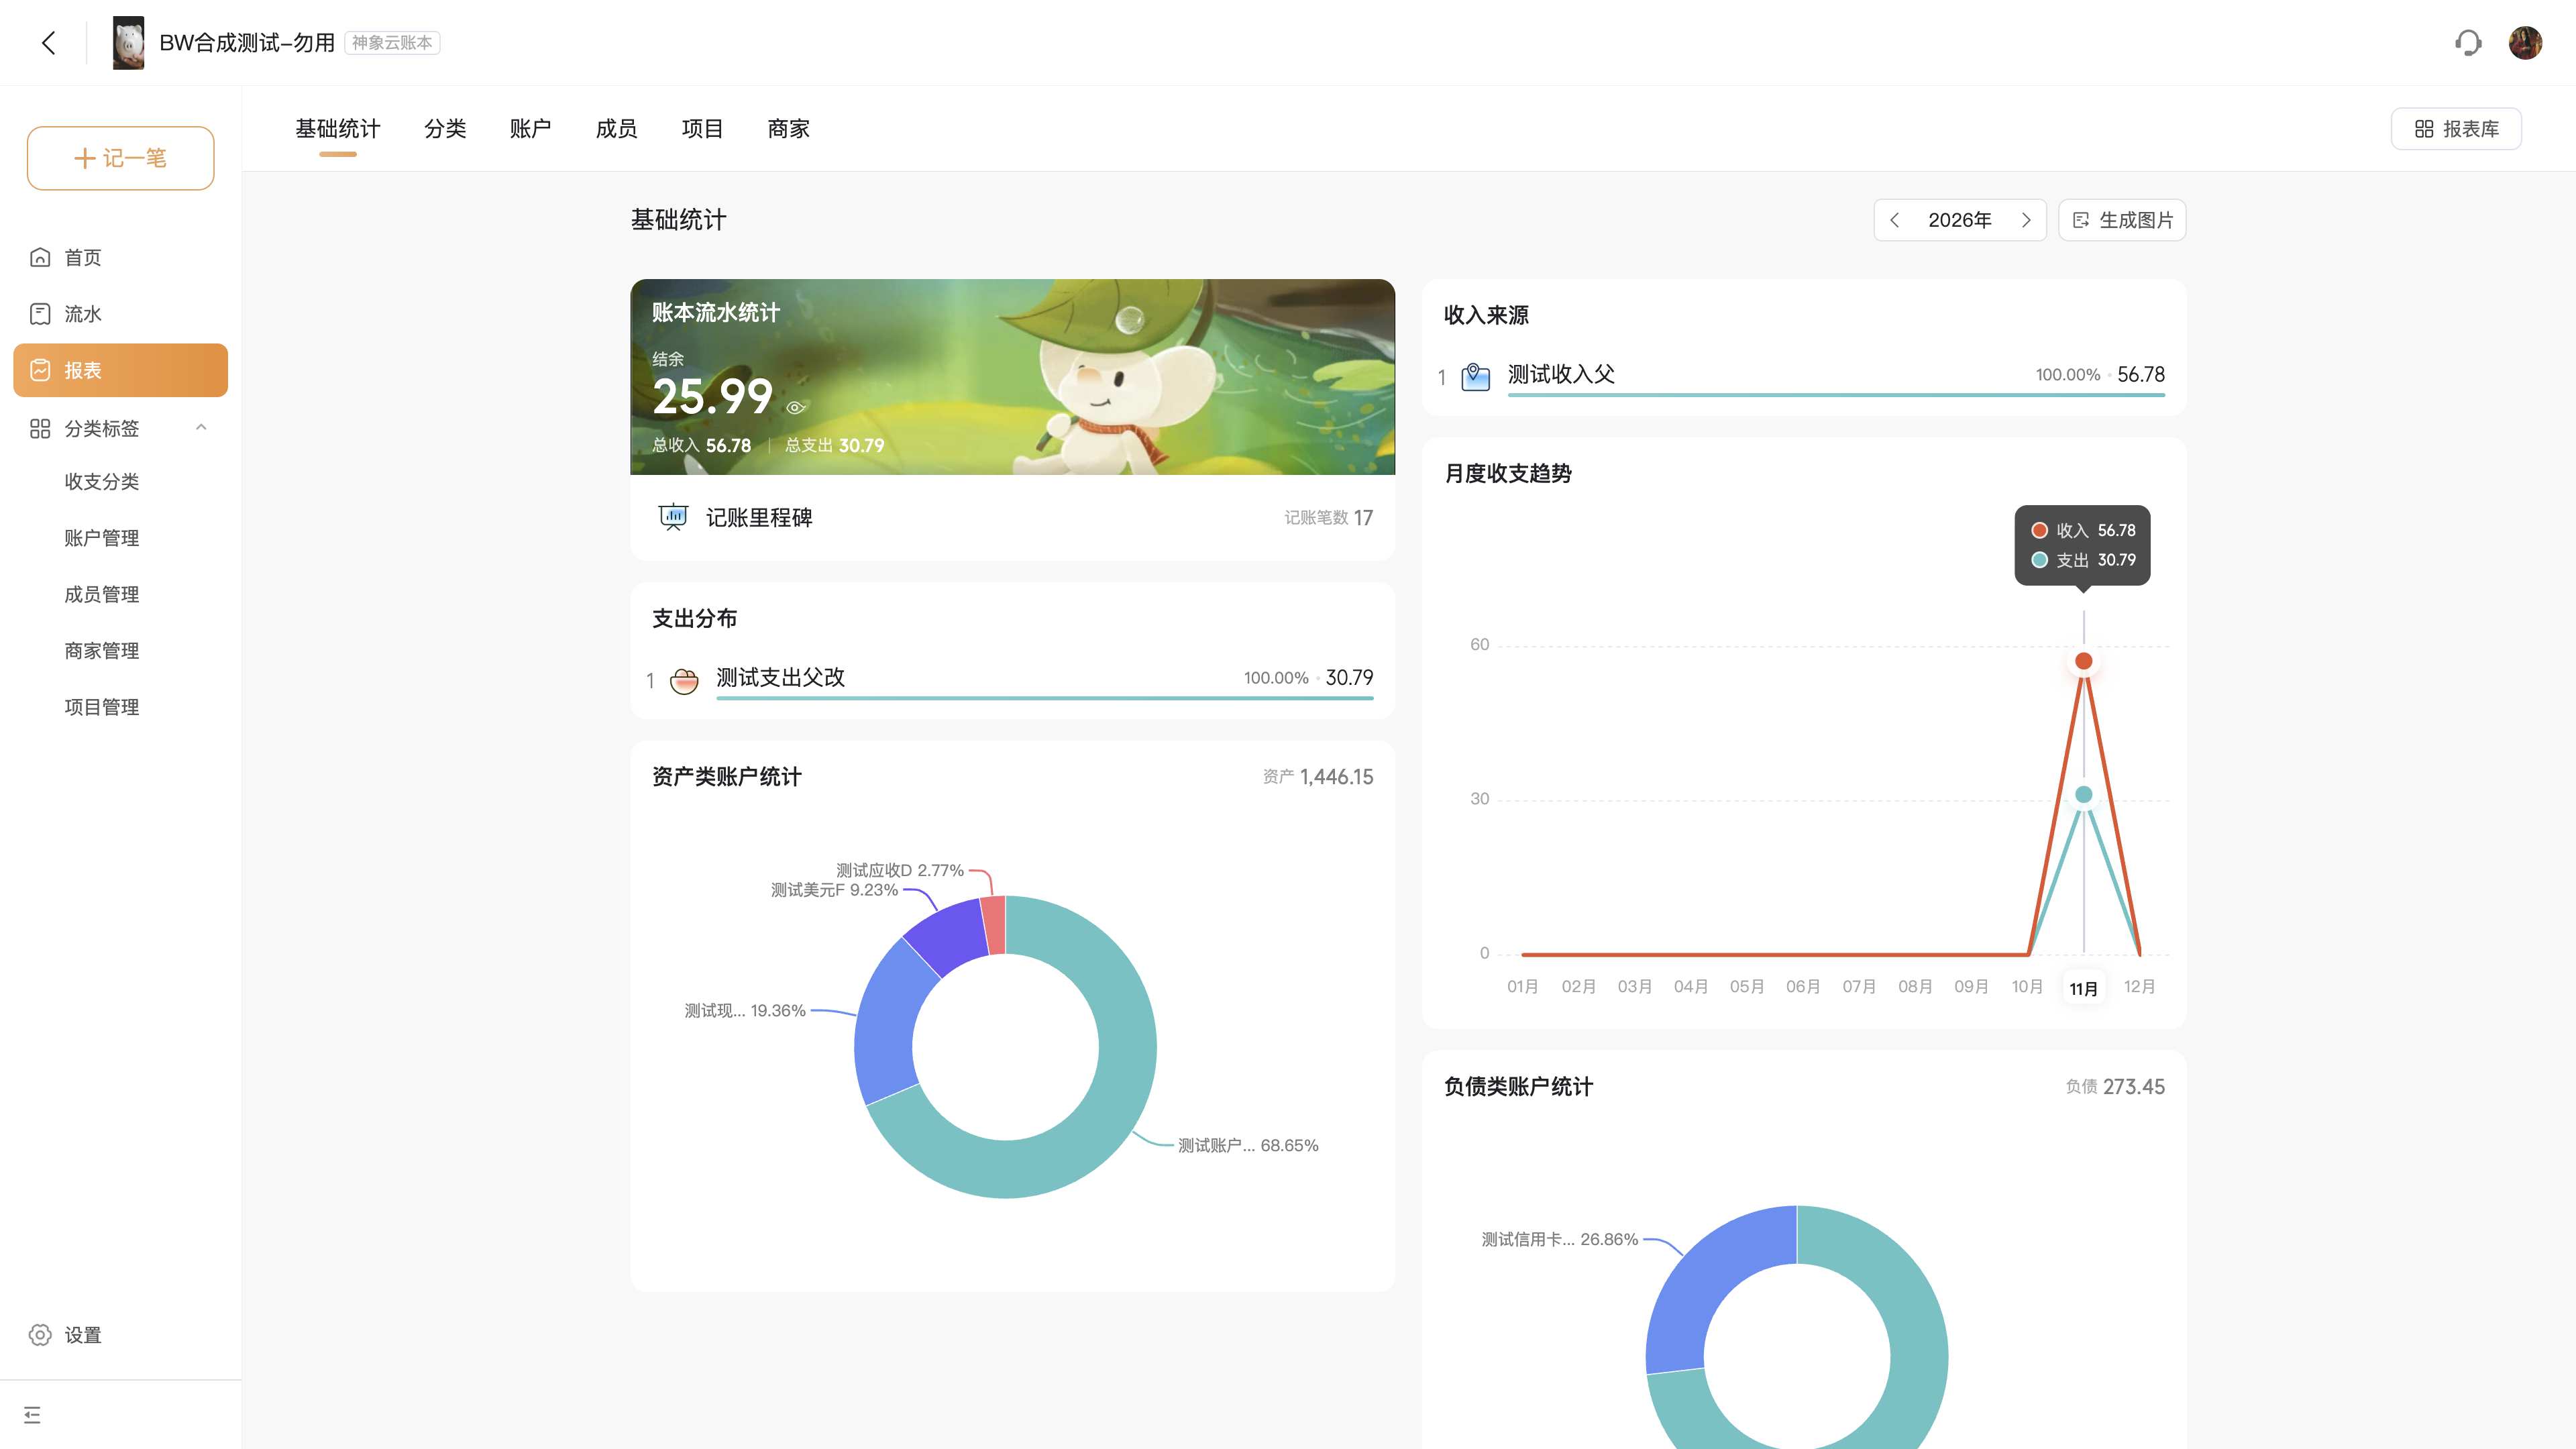 BW合成测试-勿用 神象云账本
记一笔
首页
流水
报表
分类标签
收支分类
账户管理
成员管理
商家管理
项目管理
设置
基础统计 分类 账户 成员 项目 商家
报表库
基础统计
2026年
生成图片
账本流水统计
结余
25.99
总收入 56.78 总支出 30.79
记账里程碑 记账笔数 17
支出分布
1 测试支出父改 100.00% 30.79
资产类账户统计 资产 1,446.15
测试应收D 2.77%
测试美元F 9.23%
测试现... 19.36%
测试账户... 68.65%
收入来源
1 测试收入父 100.00% 56.78
月度收支趋势
收入 56.78
支出 30.79
60
30
0
01月 02月 03月 04月 05月 06月 07月 08月 09月 10月 11月 12月
负债类账户统计 负债 273.45
测试信用卡... 26.86%